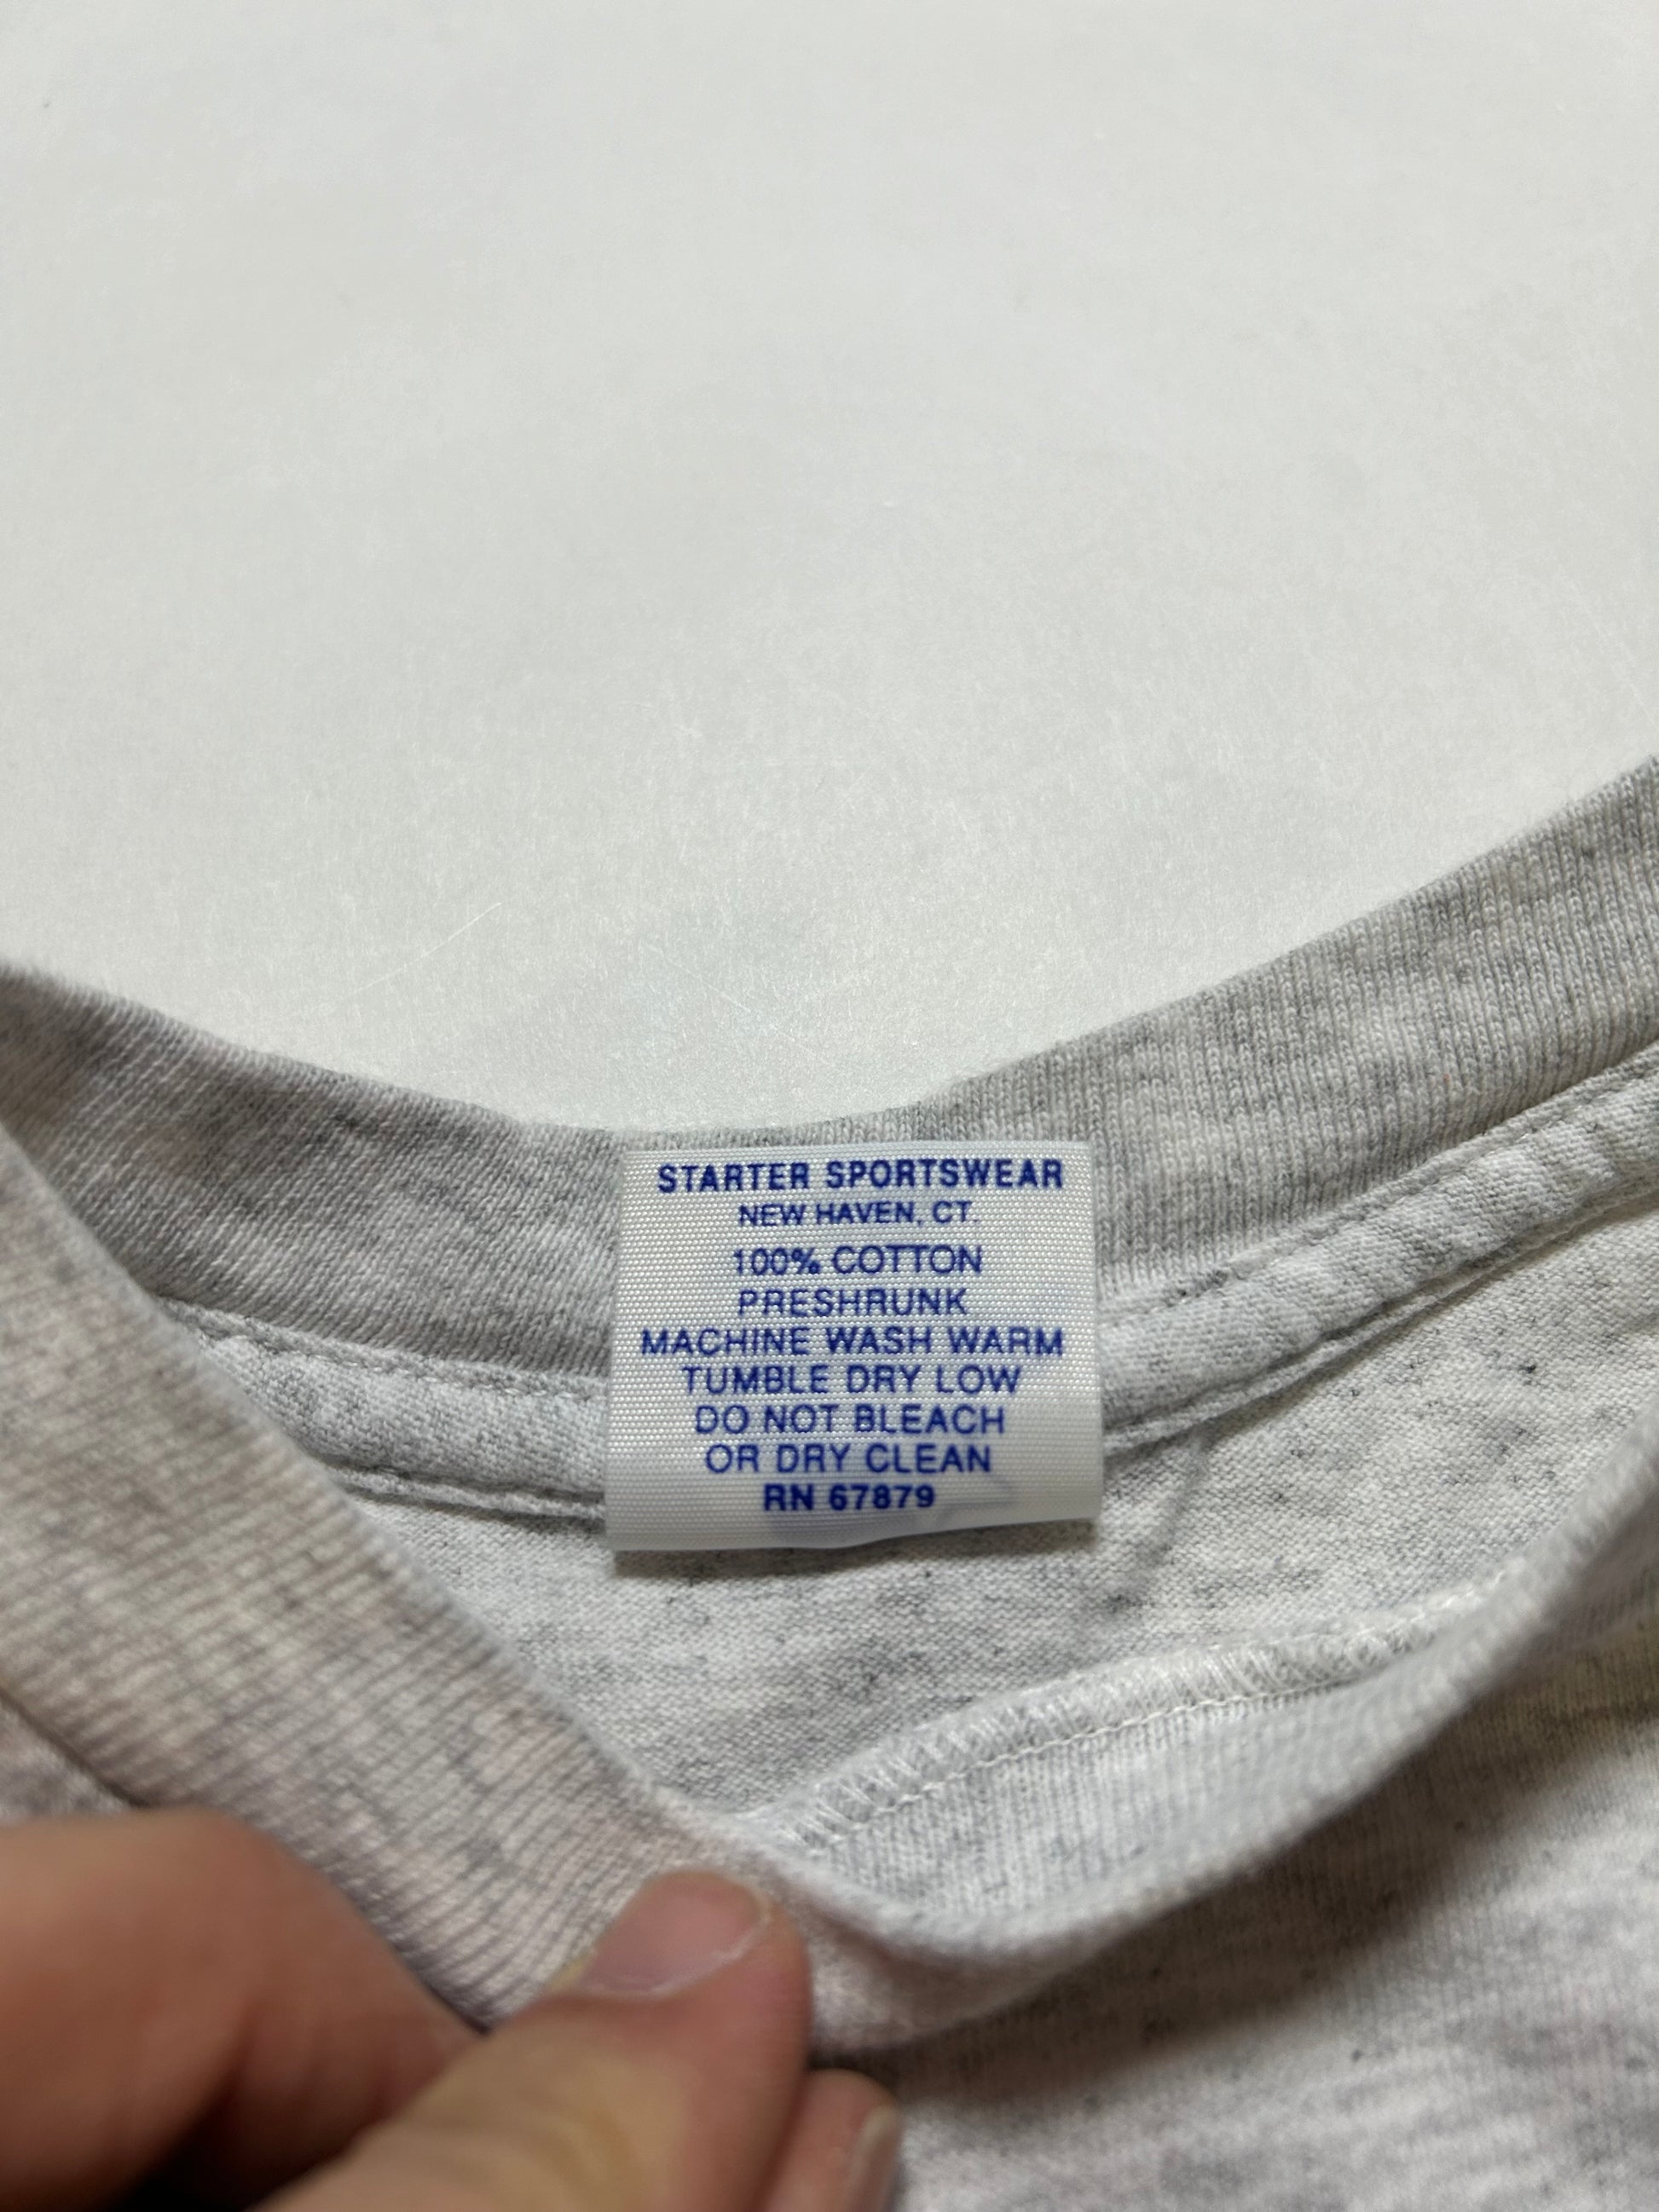 STARTER SPORTSWEAR
NEW HAVEN, CT.
100% COTTON
PRESHRUNK
MACHINE WASH WARM
TUMBLE DRY LOW
DO NOT BLEACH
OR DRY CLEAN
RN 67879